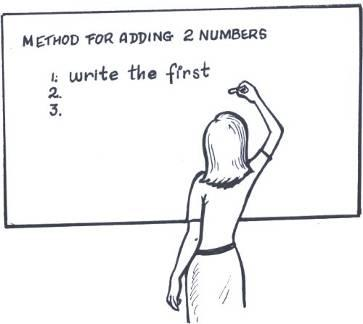 METHOD FOR ADDING 2 NUMBERS
1. write the first
2.
3.